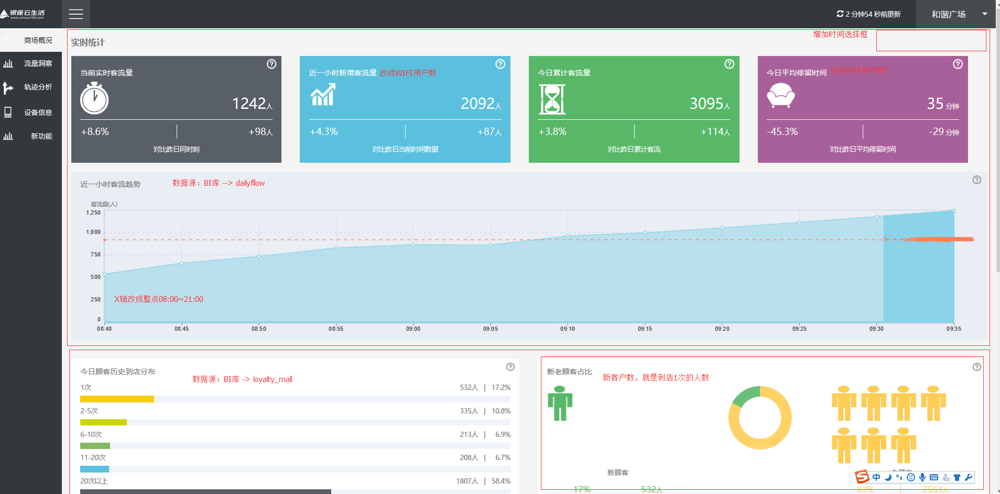 银座云生活
www.yinzuo100.com
2 分钟54 秒前更新
和谐广场
商场概况
流量洞察
轨迹分析
设备信息
新功能
实时统计
增加时间选择框
当前实时客流量
1242人
+8.6%
+98人
对比昨日同时刻
近一小时新增客流量 改成WIFI用户数
2092人
+4.3%
+87人
对比昨日当前时间数据
今日累计客流量
3095人
+3.8%
+114人
对比昨日累计客流
今日平均停留时间 改成"VIP用户数"
35 分钟
-45.3%
-29 分钟
对比昨日平均停留时间
近一小时客流趋势
数据源：BI库 --> dailyfllow
客流量(人)
1,250
1,000
750
500
250
0
X轴改成整点08:00~21:00
08:40 08:45 08:50 08:55 09:00 09:05 09:10 09:15 09:20 09:25 09:30 09:35
今日顾客历史到店分布
数据源：BI库 -> loyalty_mall
1次 532人 | 17.2%
2-5次 335人 | 10.8%
6-10次 213人 | 6.9%
11-20次 208人 | 6.7%
20次以上 1807人 | 58.4%
新老顾客占比
新客户数，就是到店1次的人数
新顾客
17% 532人
83% 2563人
中